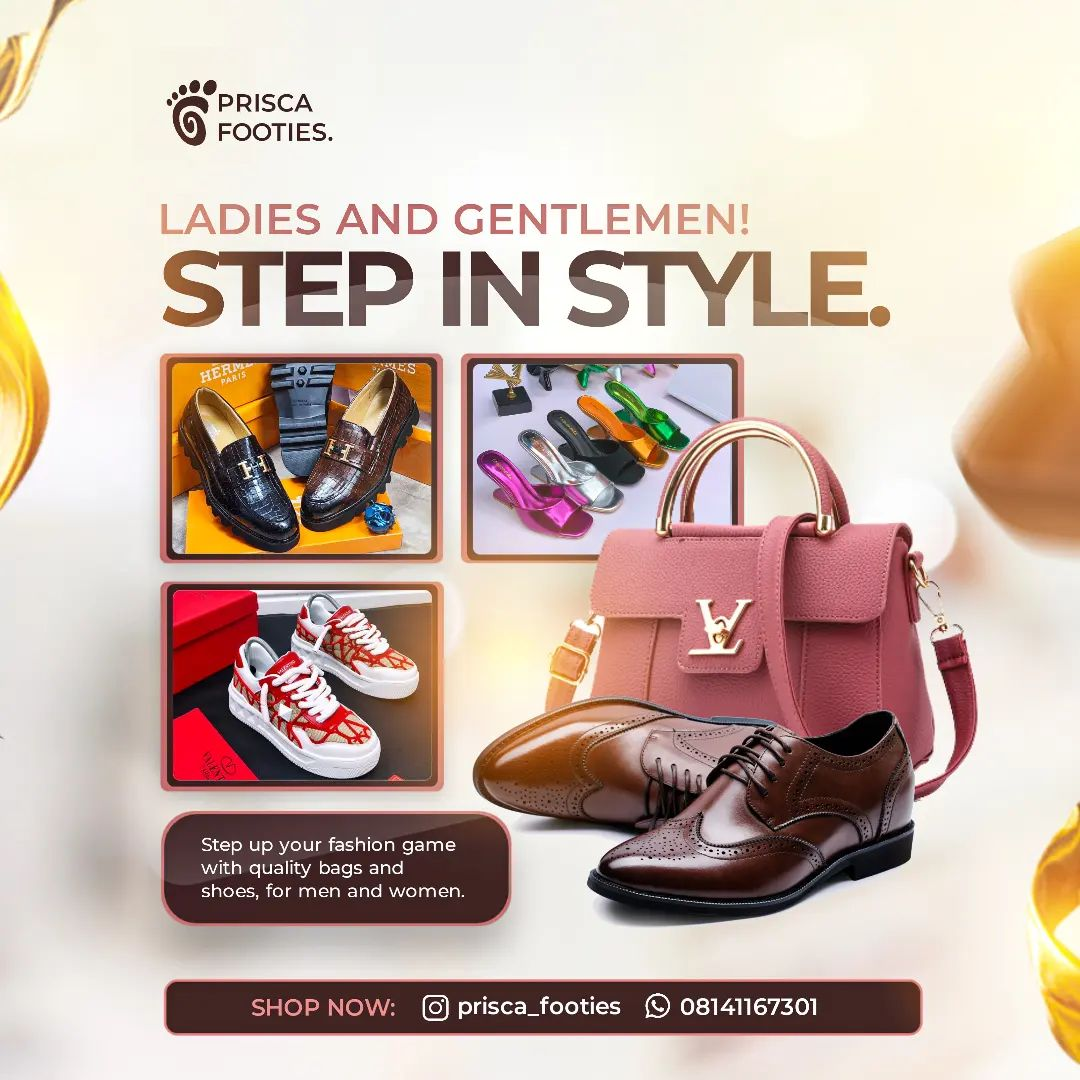 PRISCA
FOOTIES.
LADIES AND GENTLEMEN!
STEP IN STYLE.
HERMES
PARIS
Step up your fashion game
with quality bags and
shoes, for men and women.
SHOP NOW: prisca_footies 08141167301